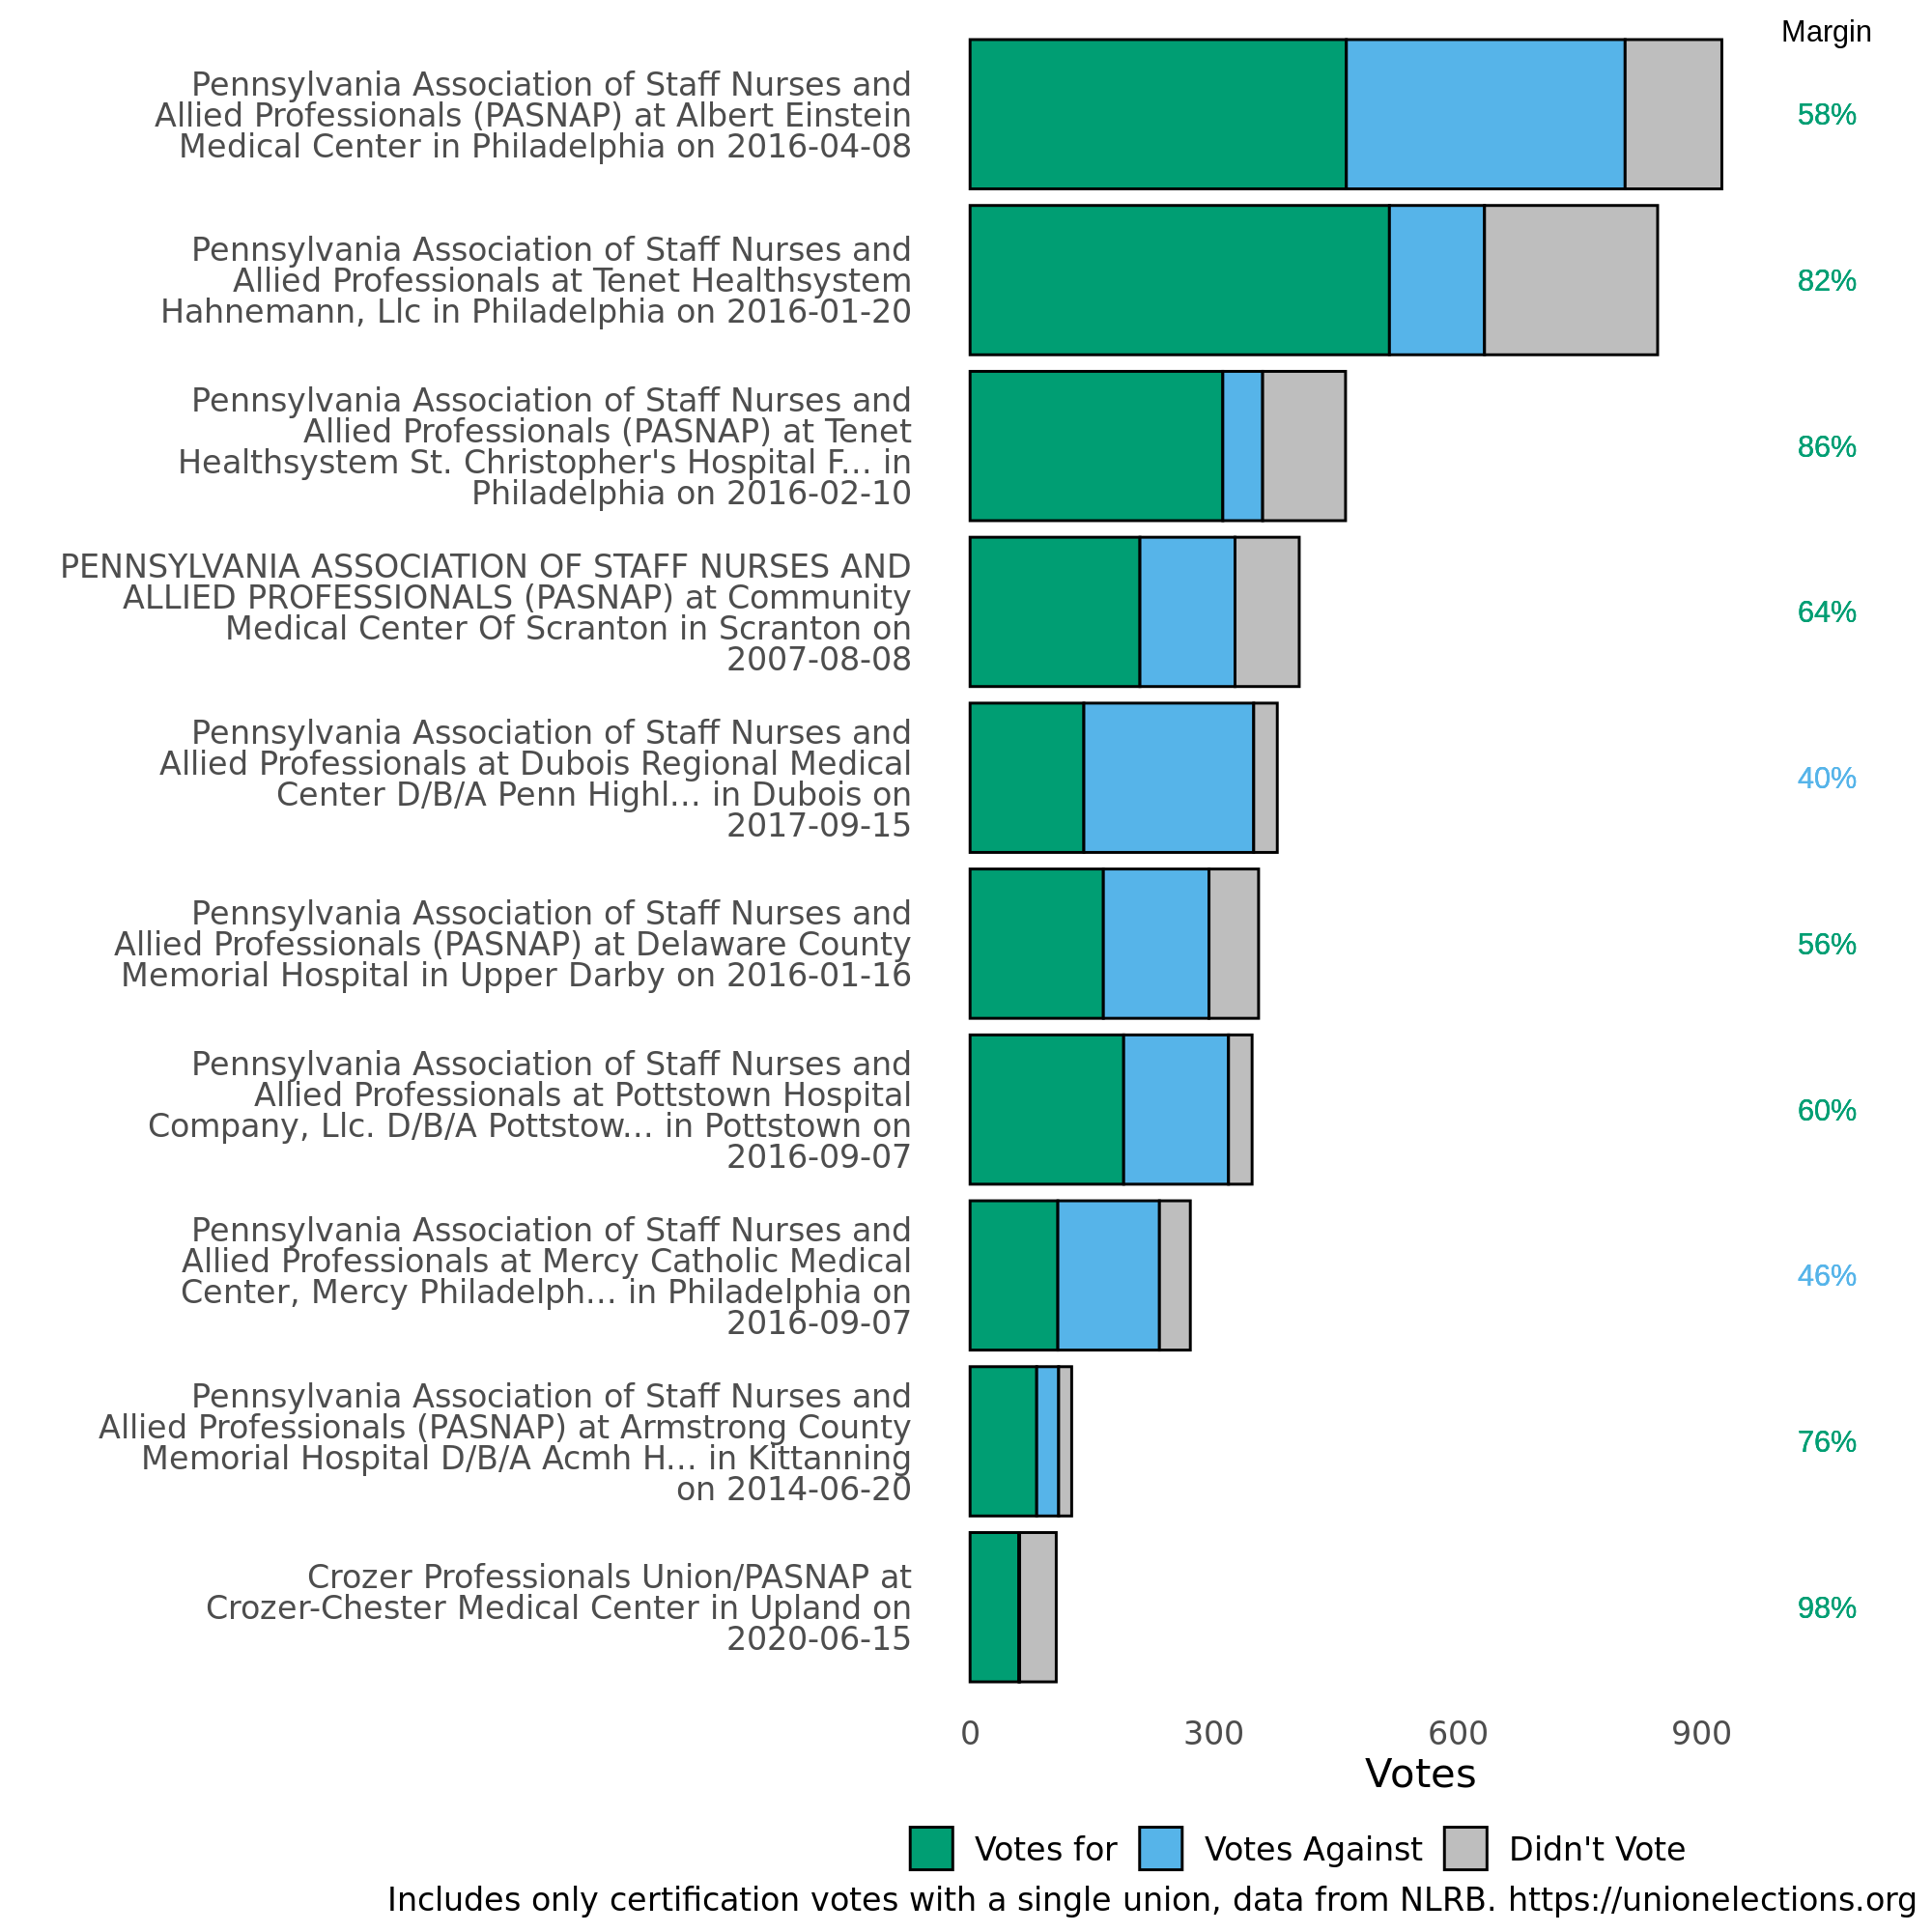 Margin
Pennsylvania Association of Staff Nurses and
Allied Professionals (PASNAP) at Albert Einstein
Medical Center in Philadelphia on 2016-04-08
58%
Pennsylvania Association of Staff Nurses and
Allied Professionals at Tenet Healthsystem
Hahnemann, Llc in Philadelphia on 2016-01-20
82%
Pennsylvania Association of Staff Nurses and
Allied Professionals (PASNAP) at Tenet
Healthsystem St. Christopher's Hospital F... in
Philadelphia on 2016-02-10
86%
PENNSYLVANIA ASSOCIATION OF STAFF NURSES AND
ALLIED PROFESSIONALS (PASNAP) at Community
Medical Center Of Scranton in Scranton on
2007-08-08
64%
Pennsylvania Association of Staff Nurses and
Allied Professionals at Dubois Regional Medical
Center D/B/A Penn Highl... in Dubois on
2017-09-15
40%
Pennsylvania Association of Staff Nurses and
Allied Professionals (PASNAP) at Delaware County
Memorial Hospital in Upper Darby on 2016-01-16
56%
Pennsylvania Association of Staff Nurses and
Allied Professionals at Pottstown Hospital
Company, Llc. D/B/A Pottstow... in Pottstown on
2016-09-07
60%
Pennsylvania Association of Staff Nurses and
Allied Professionals at Mercy Catholic Medical
Center, Mercy Philadelph... in Philadelphia on
2016-09-07
46%
Pennsylvania Association of Staff Nurses and
Allied Professionals (PASNAP) at Armstrong County
Memorial Hospital D/B/A Acmh H... in Kittanning
on 2014-06-20
76%
Crozer Professionals Union/PASNAP at
Crozer-Chester Medical Center in Upland on
2020-06-15
98%
0 300 600 900
Votes
Votes for Votes Against Didn't Vote
Includes only certification votes with a single union, data from NLRB. https://unionelections.org